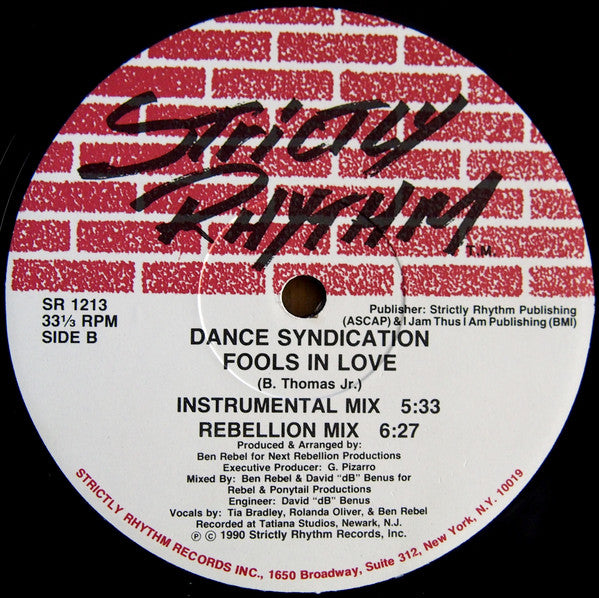 STRICTLY
RHYTHM
T.M.
SR 1213
33⅓ RPM
SIDE B
Publisher: Strictly Rhythm Publishing
(ASCAP) & I Jam Thus I Am Publishing (BMI)
DANCE SYNDICATION
FOOLS IN LOVE
(B. Thomas Jr.)
INSTRUMENTAL MIX 5:33
REBELLION MIX 6:27
Produced & Arranged by:
Ben Rebel for Next Rebellion Productions
Executive Producer: G. Pizarro
Mixed By: Ben Rebel & David "dB" Benus for
Rebel & Ponytail Productions
Engineer: David "dB" Benus
Vocals by: Tia Bradley, Rolanda Oliver, & Ben Rebel
Recorded at Tatiana Studios, Newark, N.J.
Ⓟ © 1990 Strictly Rhythm Records, Inc.
STRICTLY RHYTHM RECORDS INC., 1650 Broadway, Suite 312, New York, N.Y. 10019